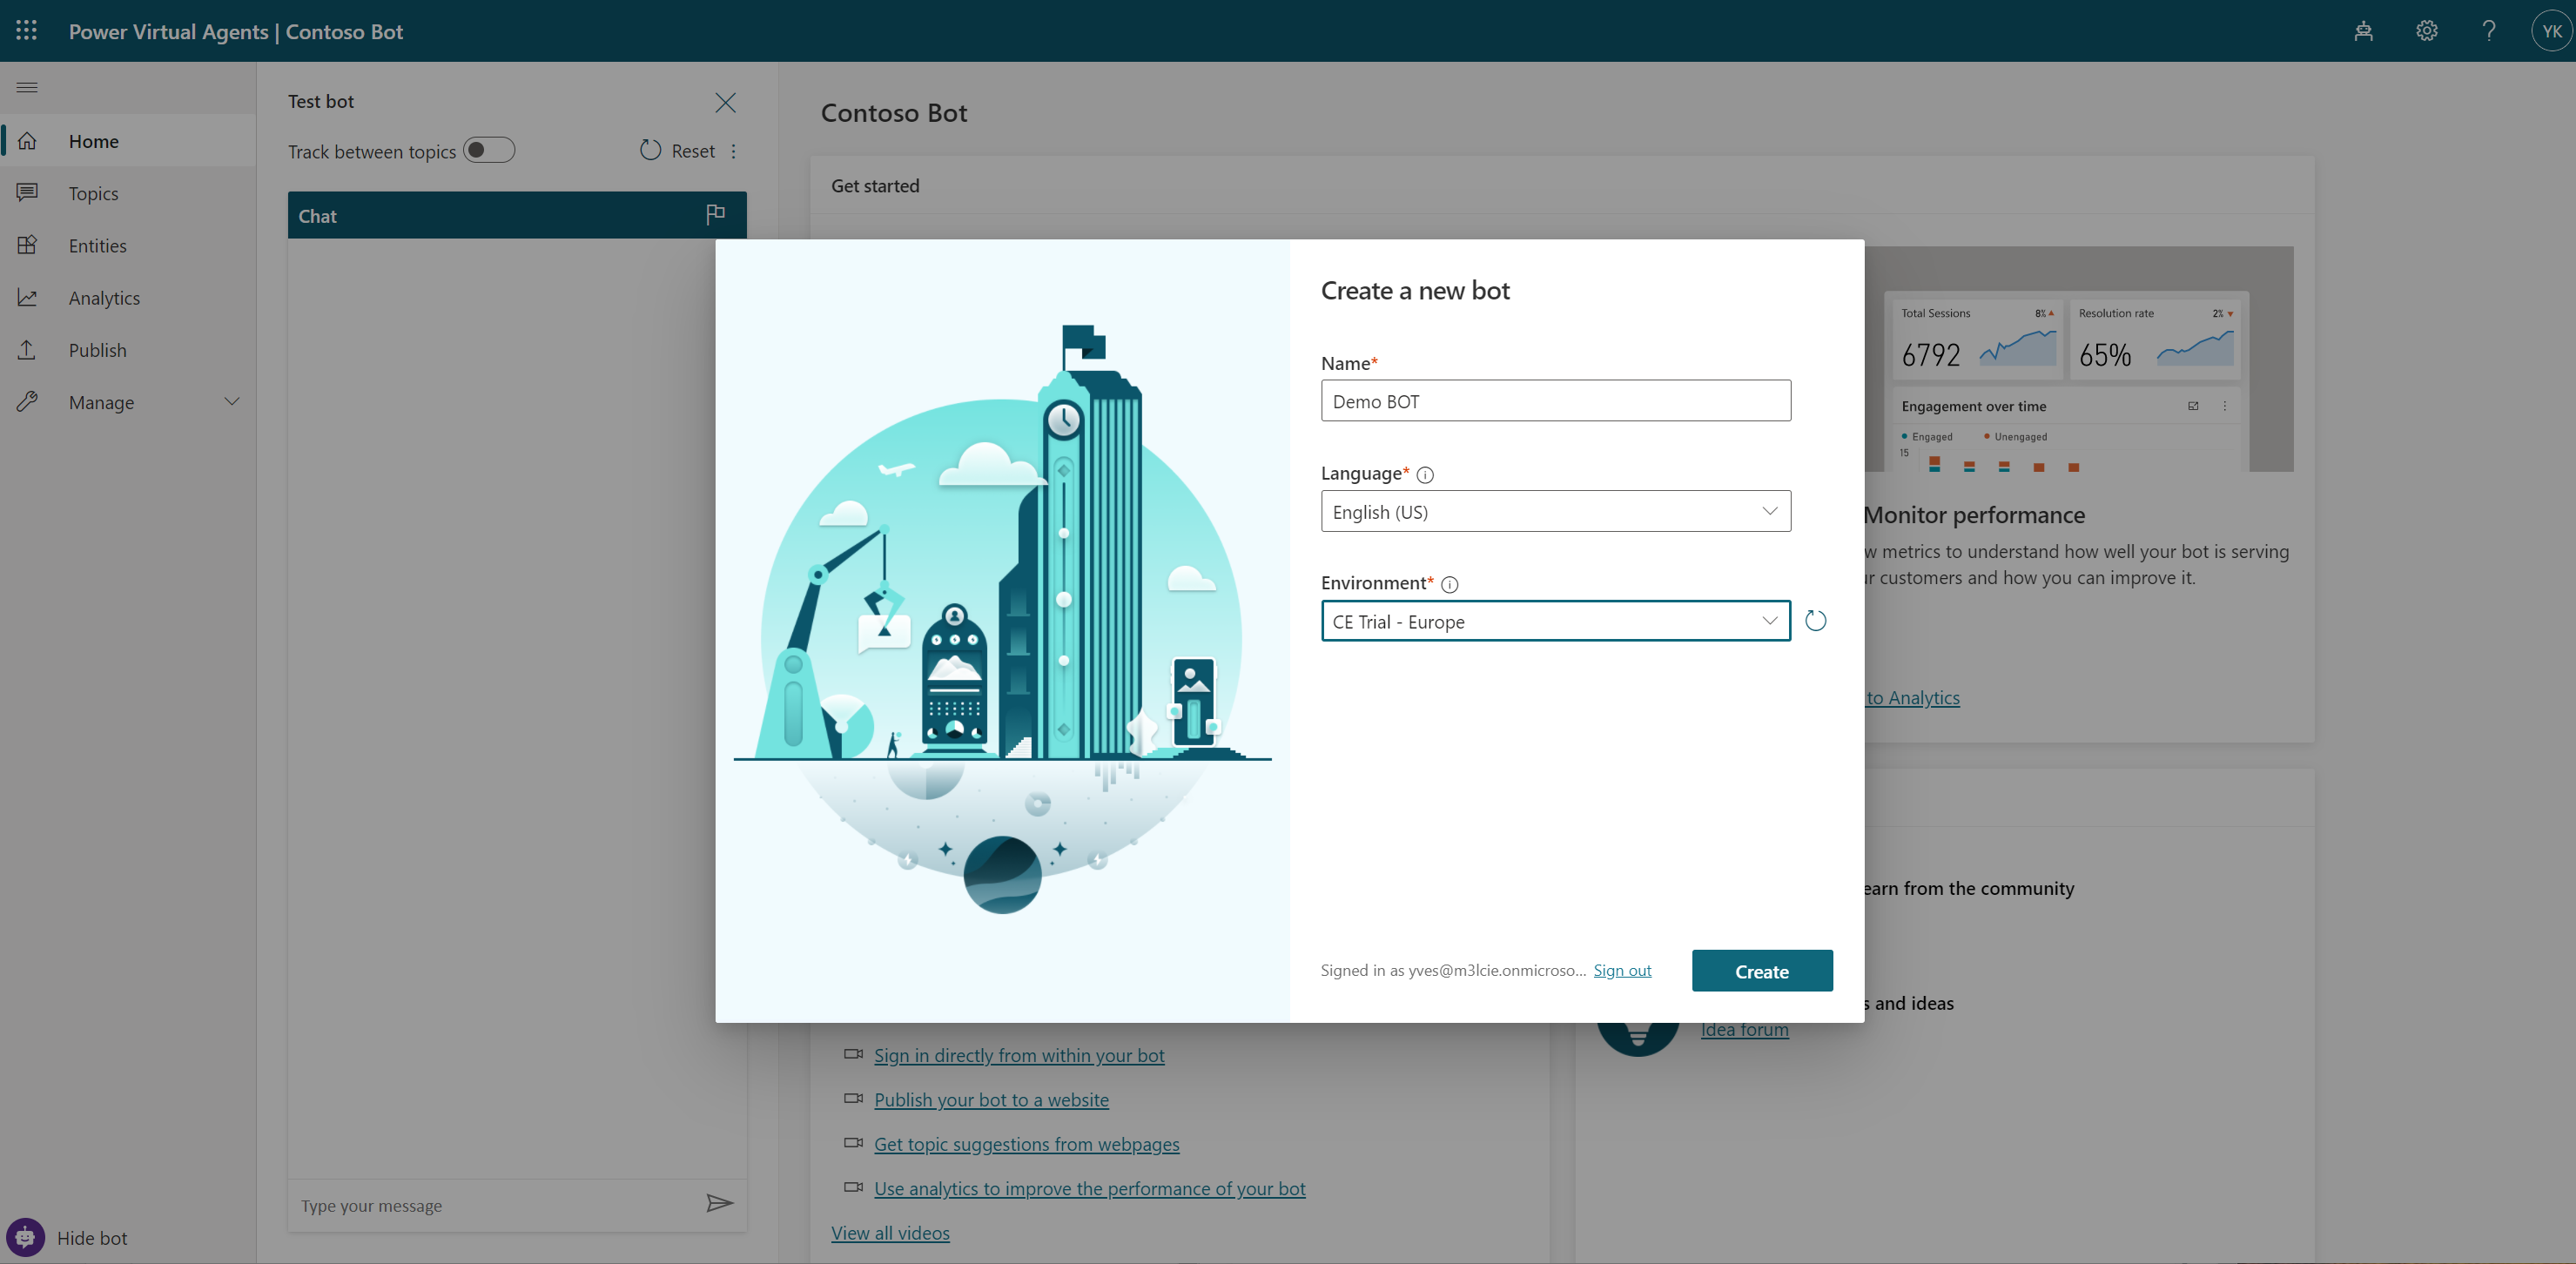 Power Virtual Agents | Contoso Bot
YK
Home
Topics
Entities
Analytics
Publish
Manage
Hide bot
Test bot
Track between topics
Reset
Chat
Type your message
Contoso Bot
Get started
Total Sessions
8%
6792
Resolution rate
2%
65%
Engagement over time
Engaged
Unengaged
15
Monitor performance
metrics to understand how well your bot is serving
customers and how you can improve it.
to Analytics
Create a new bot
Name*
Demo BOT
Language*
English (US)
Environment*
CE Trial - Europe
Signed in as yves@m3lcie.onmicroso... Sign out
Create
earn from the community
s and ideas
Idea forum
Sign in directly from within your bot
Publish your bot to a website
Get topic suggestions from webpages
Use analytics to improve the performance of your bot
View all videos